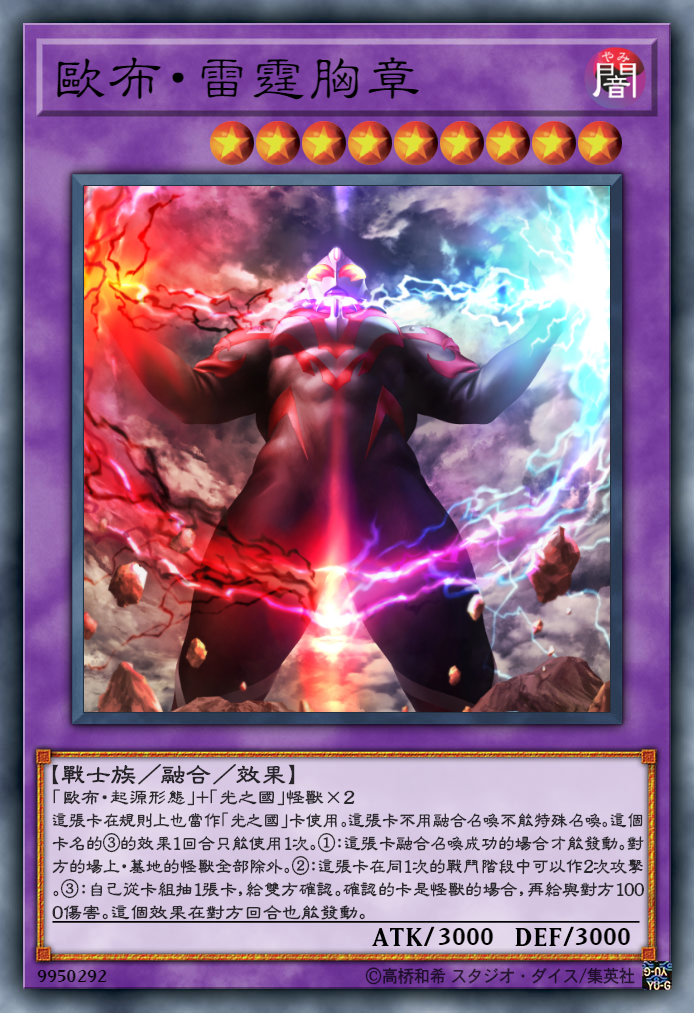 歐布·雷霆胸章
やみ
闇
【戰士族／融合／效果】
「歐布·起源形態」+「光之國」怪獸×2
這張卡在規則上也當作「光之國」卡使用。這張卡不用融合召喚不能特殊召喚。這個
卡名的③的效果1回合只能使用1次。①：這張卡融合召喚成功的場合才能發動。對
方的場上·墓地的怪獸全部除外。②：這張卡在同1次的戰鬥階段中可以作2次攻擊
。③：自己從卡組抽1張卡，給雙方確認。確認的卡是怪獸的場合，再給與對方100
0傷害。這個效果在對方回合也能發動。
ATK/3000 DEF/3000
9950292 ©高桥和希 スタジオ・ダイス/集英社